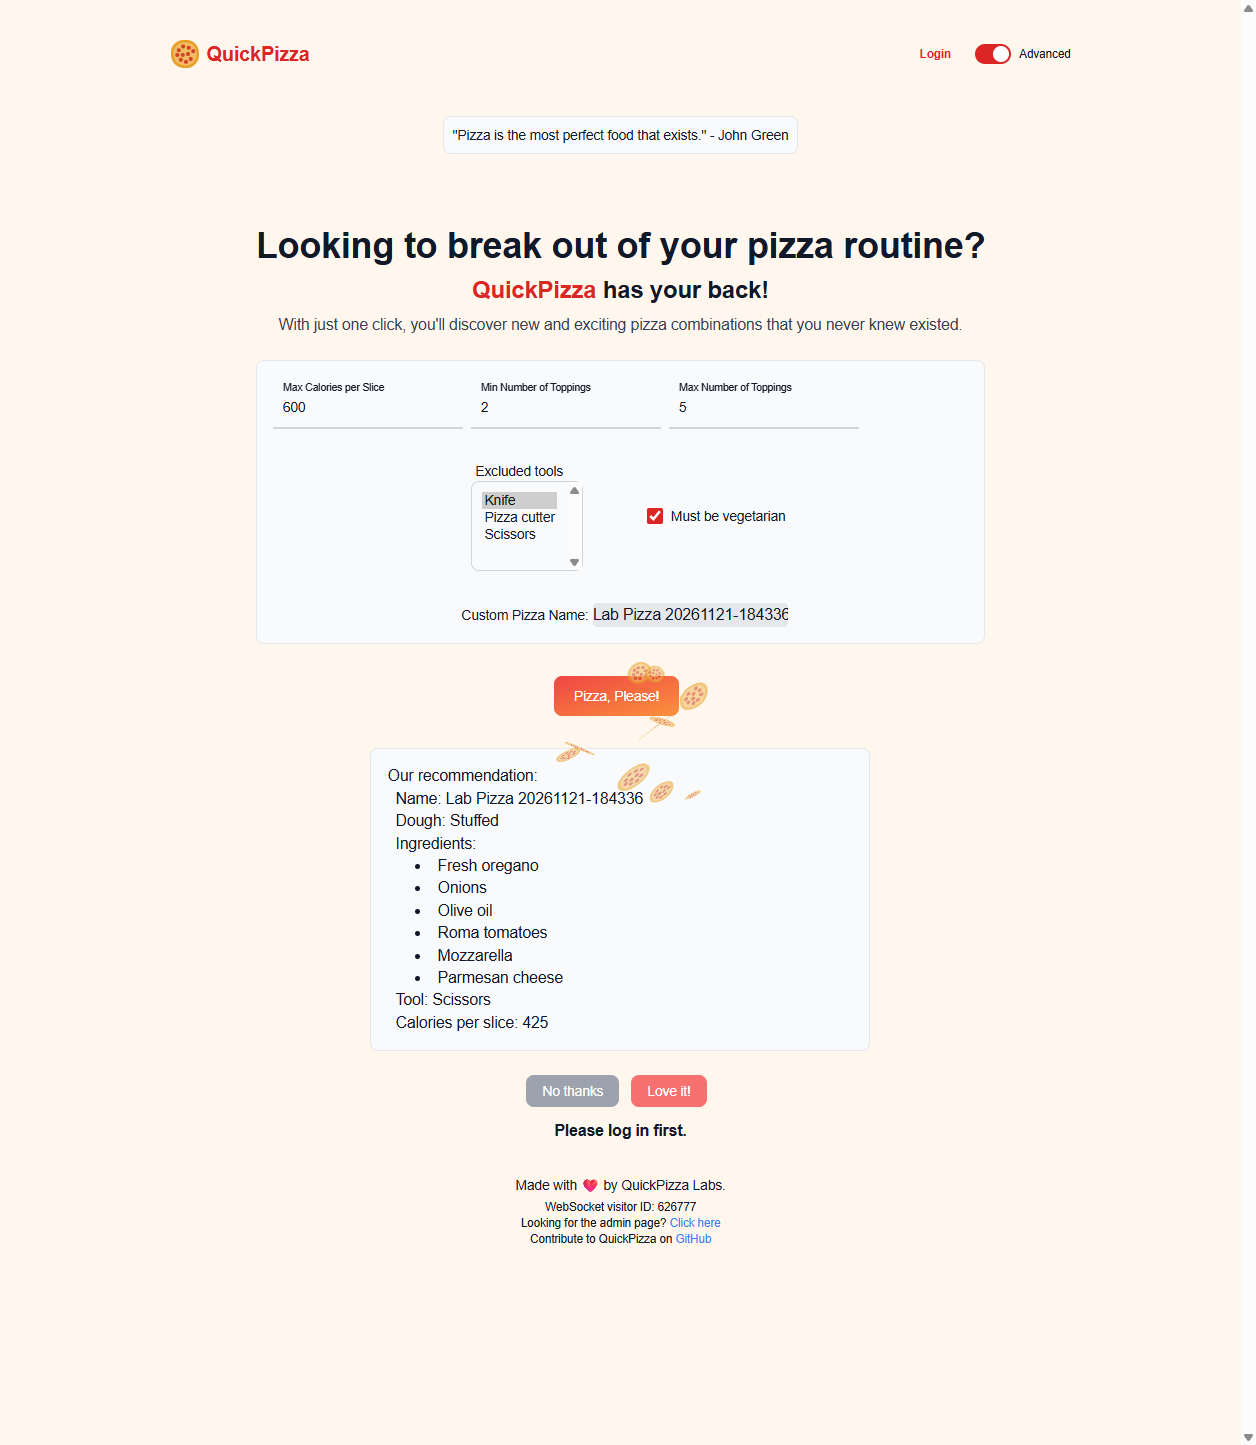 QuickPizza
Login
Advanced
"Pizza is the most perfect food that exists." - John Green
Looking to break out of your pizza routine?
QuickPizza has your back!
With just one click, you'll discover new and exciting pizza combinations that you never knew existed.
Max Calories per Slice
600
Min Number of Toppings
2
Max Number of Toppings
5
Excluded tools
Knife
Pizza cutter
Scissors
Must be vegetarian
Custom Pizza Name: Lab Pizza 20261121-184336
Pizza, Please!
Our recommendation:
Name: Lab Pizza 20261121-184336
Dough: Stuffed
Ingredients:
Fresh oregano
Onions
Olive oil
Roma tomatoes
Mozzarella
Parmesan cheese
Tool: Scissors
Calories per slice: 425
No thanks
Love it!
Please log in first.
Made with ❤️ by QuickPizza Labs.
WebSocket visitor ID: 626777
Looking for the admin page? Click here
Contribute to QuickPizza on GitHub